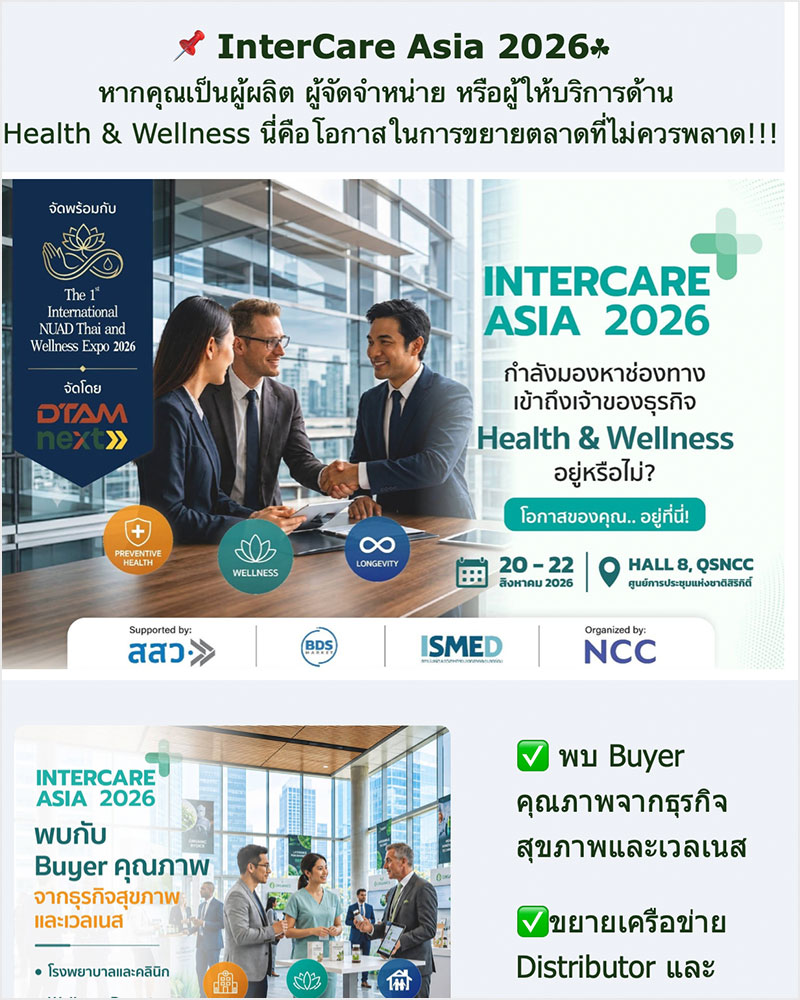 InterCare Asia 2026
หากคุณเป็นผู้ผลิต ผู้จัดจำหน่าย หรือผู้ให้บริการด้าน
Health & Wellness นี่คือโอกาสในการขยายตลาดที่ไม่ควรพลาด!!!
จัดพร้อมกับ
The 1st
International
NUAD Thai and
Wellness Expo 2026
จัดโดย
DTAM
next
INTERCARE
ASIA 2026
กำลังมองหาช่องทาง
เข้าถึงเจ้าของธุรกิจ
Health & Wellness
อยู่หรือไม่?
โอกาสของคุณ.. อยู่ที่นี่!
PREVENTIVE
HEALTH
WELLNESS
LONGEVITY
20 – 22
สิงหาคม 2026
HALL 8, QSNCC
ศูนย์การประชุมแห่งชาติสิริกิติ์
Supported by:
สสว.
BDS
MARKET
ISMED
Organized by:
NCC
INTERCARE
ASIA 2026
พบกับ
Buyer คุณภาพ
จากธุรกิจสุขภาพ
และเวลเนส
• โรงพยาบาลและคลินิก
✅ พบ Buyer
คุณภาพจากธุรกิจ
สุขภาพและเวลเนส
✅ขยายเครือข่าย
Distributor และ